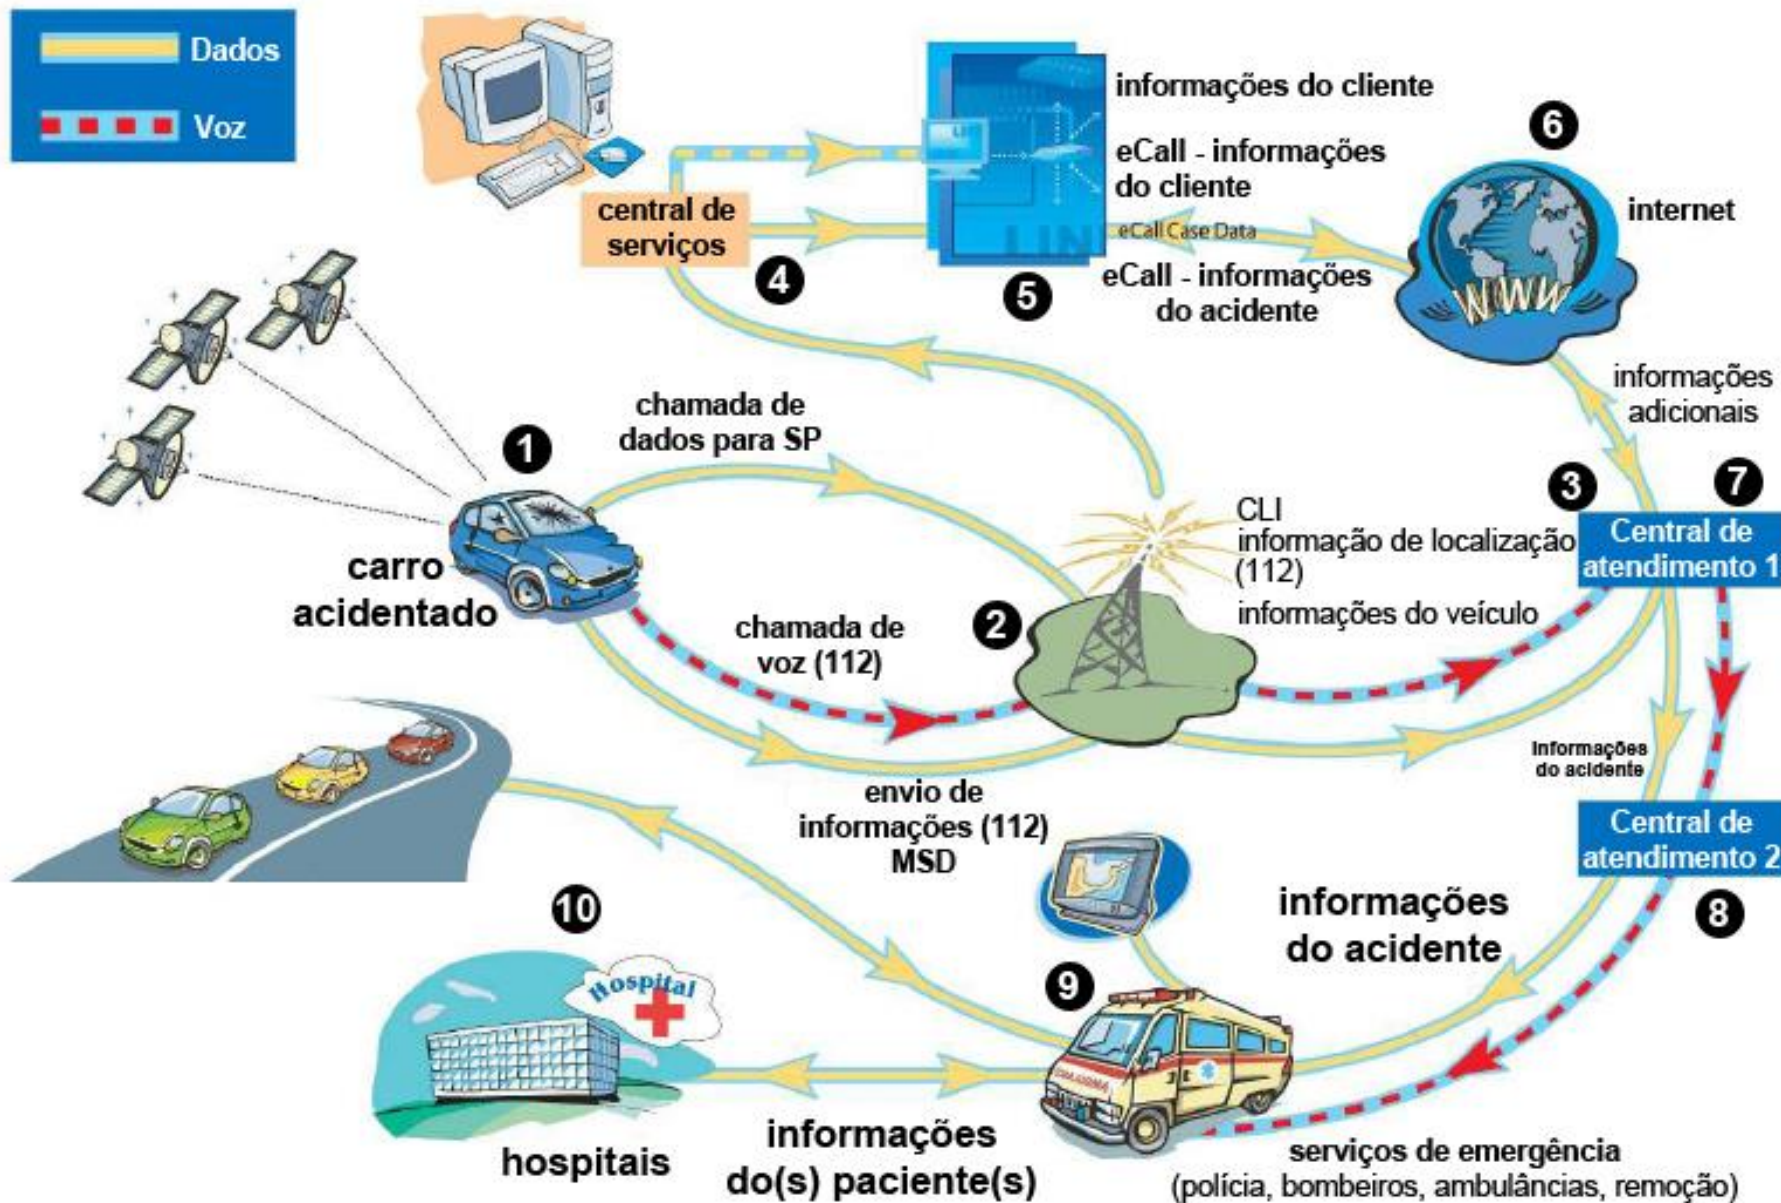 Dados
Voz
central de
serviços
informações do cliente
eCall - informações
do cliente
eCall Case Data
eCall - informações
do acidente
LIN
4
5
6
internet
WWW
informações
adicionais
chamada de
dados para SP
1
carro
acidentado
2
chamada de
voz (112)
CLI
informação de localização
(112)
informações do veículo
3
7
Central de
atendimento 1
envio de
informações (112)
MSD
Informações
do acidente
Central de
atendimento 2
8
informações
do acidente
9
10
Hospital
hospitais
informações
do(s) paciente(s)
serviços de emergência
(polícia, bombeiros, ambulâncias, remoção)